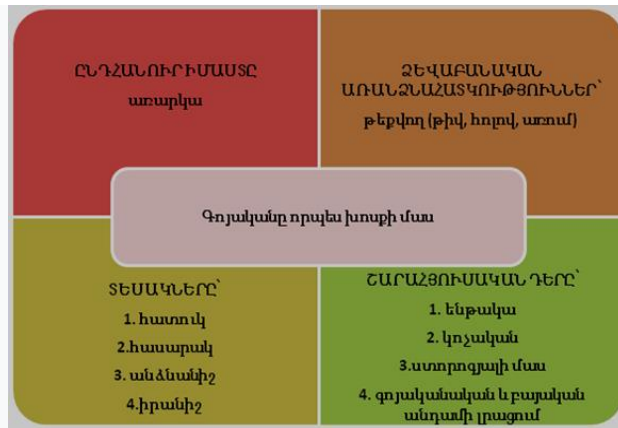 ԸՆԴՀԱՆՈՒՐ ԻՄԱՍՏԸ
առարկա
ՁԵՎԱԲԱՆԱԿԱՆ
ԱՌԱՆՁՆԱՀԱՏԿՈՒԹՅՈՒՆՆԵՐ՝
թեքվող (թիվ, հոլով, առում)
Գոյականը որպես խոսքի մաս
ՏԵՍԱԿՆԵՐԸ՝
1. հատուկ
2.հասարակ
3. անձնանիշ
4.իրանիշ
ՇԱՐԱՀՅՈՒՍԱԿԱՆ ԴԵՐԸ՝
1. ենթակա
2. կոչական
3.ստորոգյալի մաս
4. գոյականական և բայական
անդամի լրացում